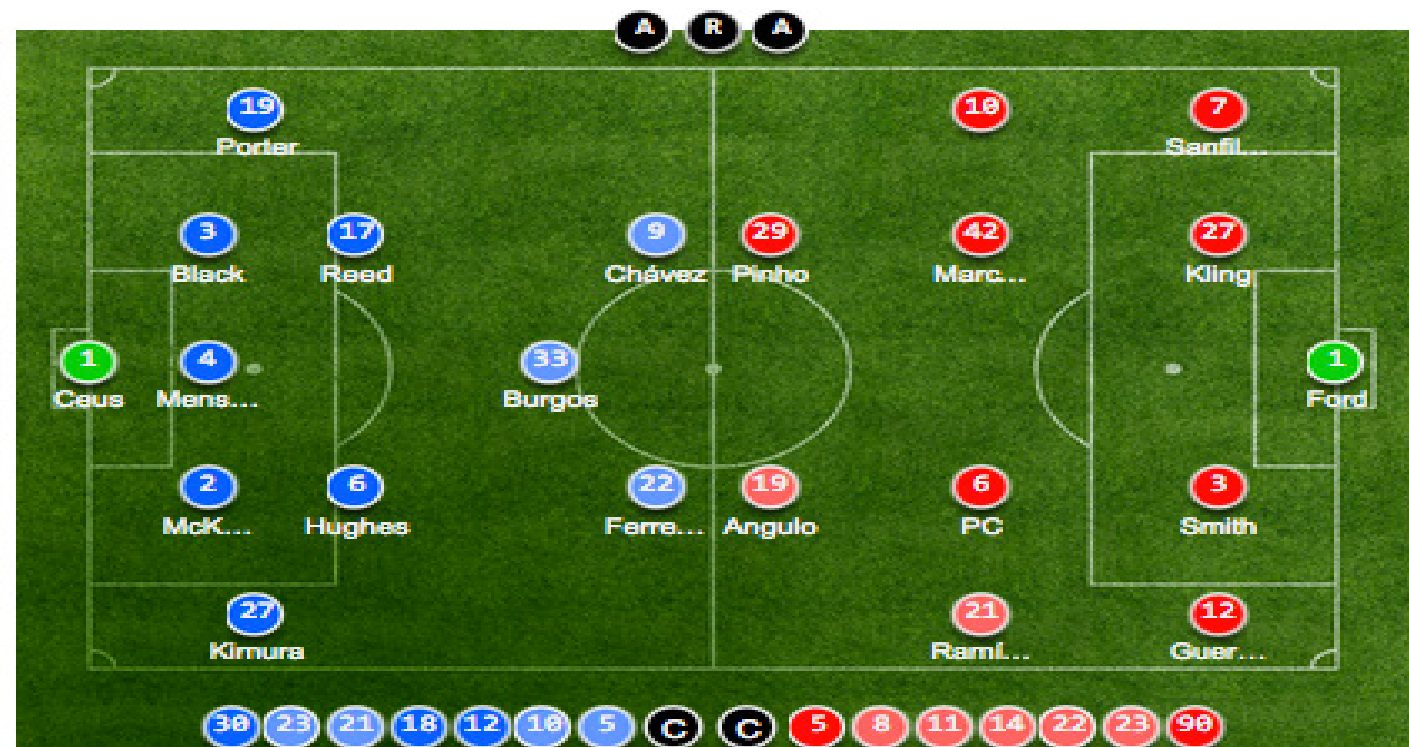 A R A
19 10 7
Porter Sanfil...
3 17 9 29 42 27
Black Reed Chávez Pinho Marc... Kling
1 4 33 1
Ceus Mens... Burgos Ford
2 6 22 19 6 3
McK... Hughes Ferre... Angulo PC Smith
27 21 12
Kimura Ramí... Guer...
30 23 21 18 12 10 5 C C 5 8 11 14 22 23 90